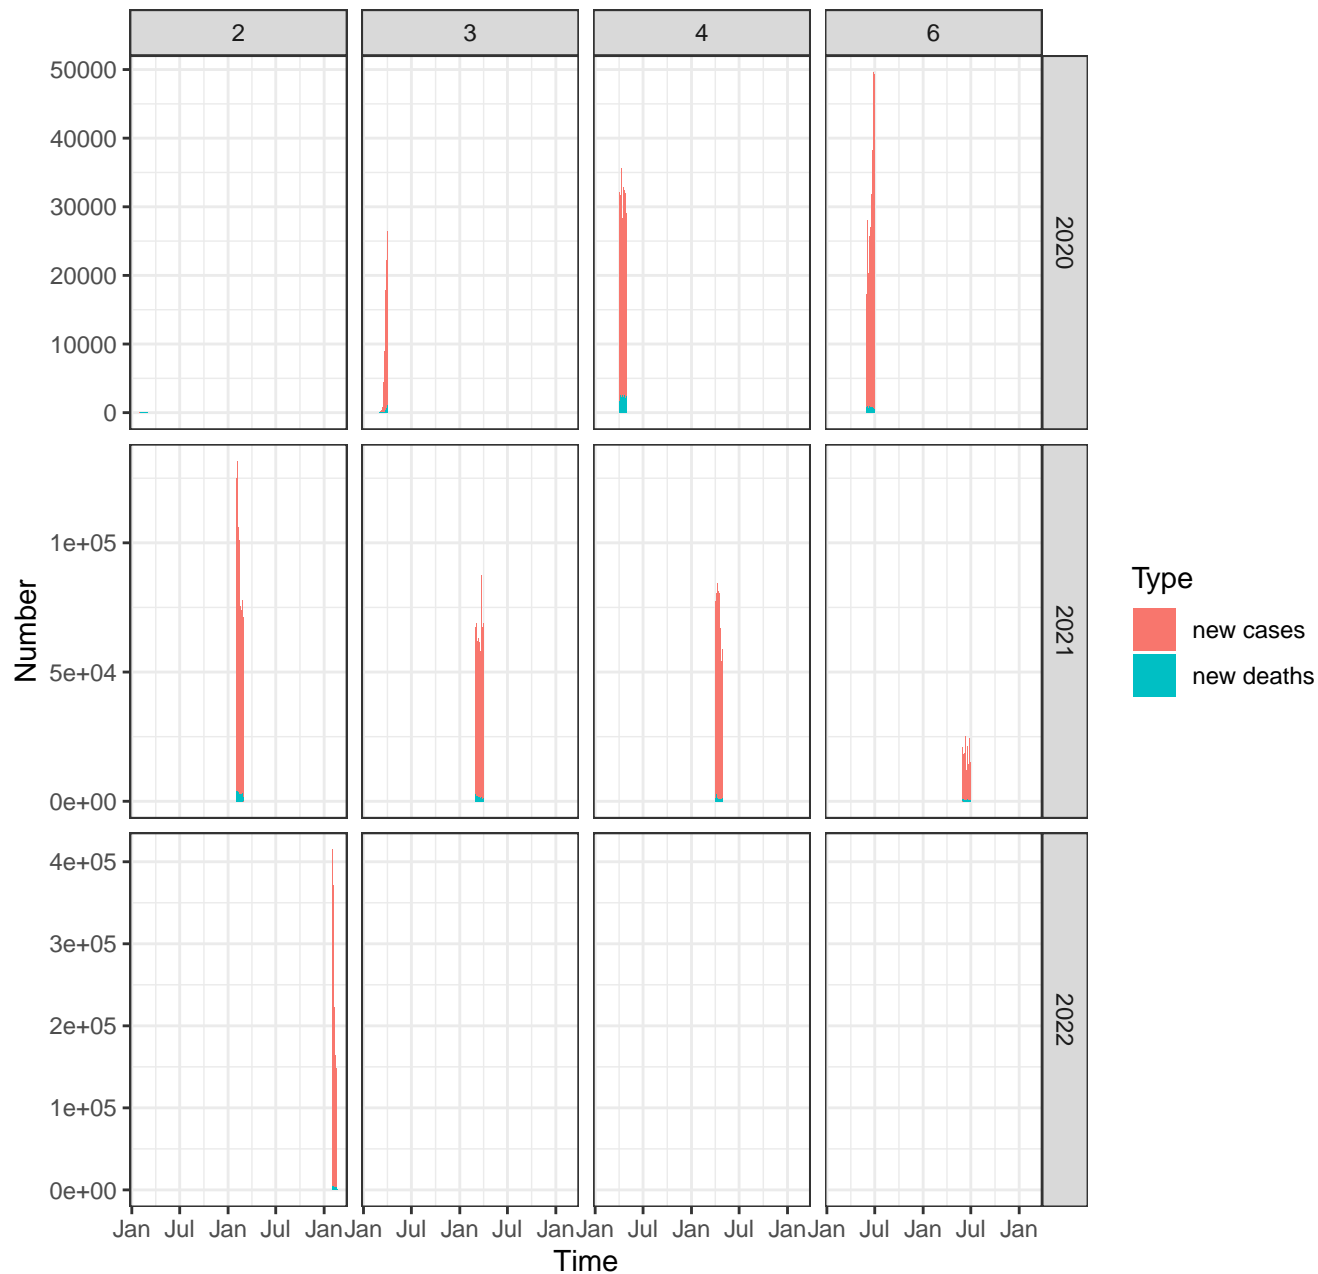 2 3 4 6
50000
40000
30000
20000
10000
0
2020
1e+05
5e+04
0e+00
2021
4e+05
3e+05
2e+05
1e+05
0e+00
2022
Jan Jul Jan Jul Jan Jan Jul Jan Jul Jan Jan Jul Jan Jul Jan Jan Jul Jan Jul Jan
Time
Number
Type
new cases
new deaths